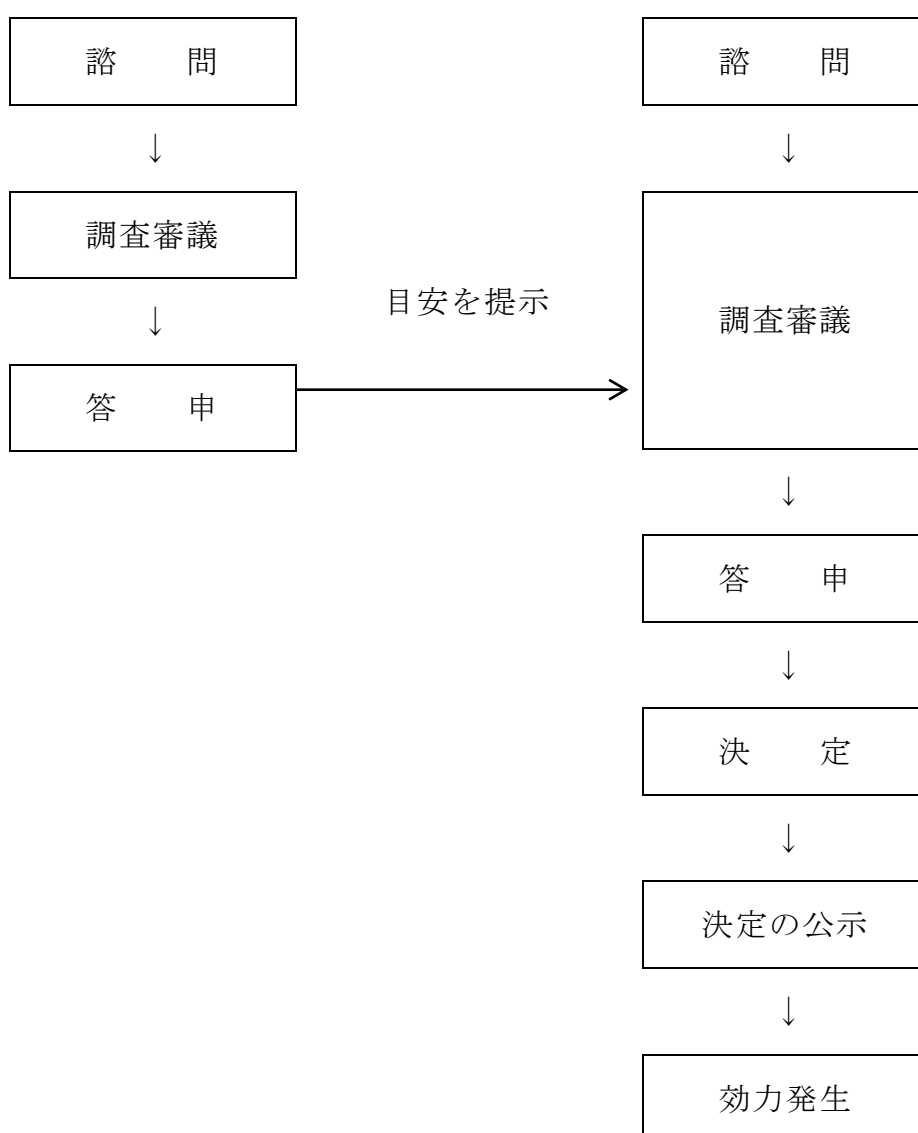 諮　　問
↓
調査審議
↓
答　　申
目安を提示
諮　　問
↓
調査審議
↓
答　　申
↓
決　　定
↓
決定の公示
↓
効力発生